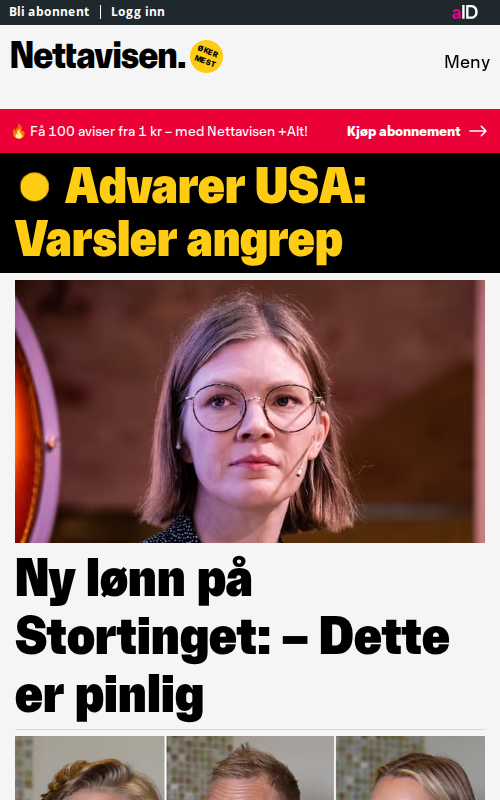 Bli abonnent | Logg inn
aID
Nettavisen.
ØKER
MEST
Meny
🔥 Få 100 aviser fra 1 kr – med Nettavisen +Alt!
Kjøp abonnement →
Advarer USA:
Varsler angrep
Ny lønn på
Stortinget: – Dette
er pinlig